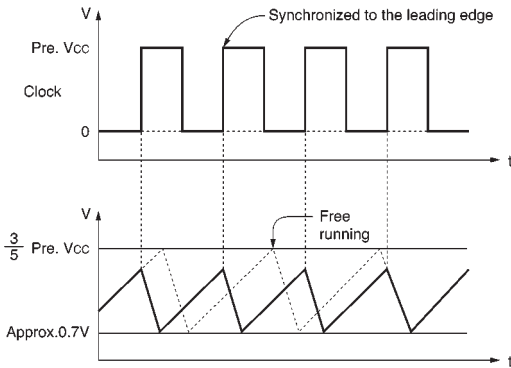 V
Synchronized to the leading edge
Pre. Vcc
Clock
0
t
V
Free
running
3/5 Pre. Vcc
Approx.0.7V
t